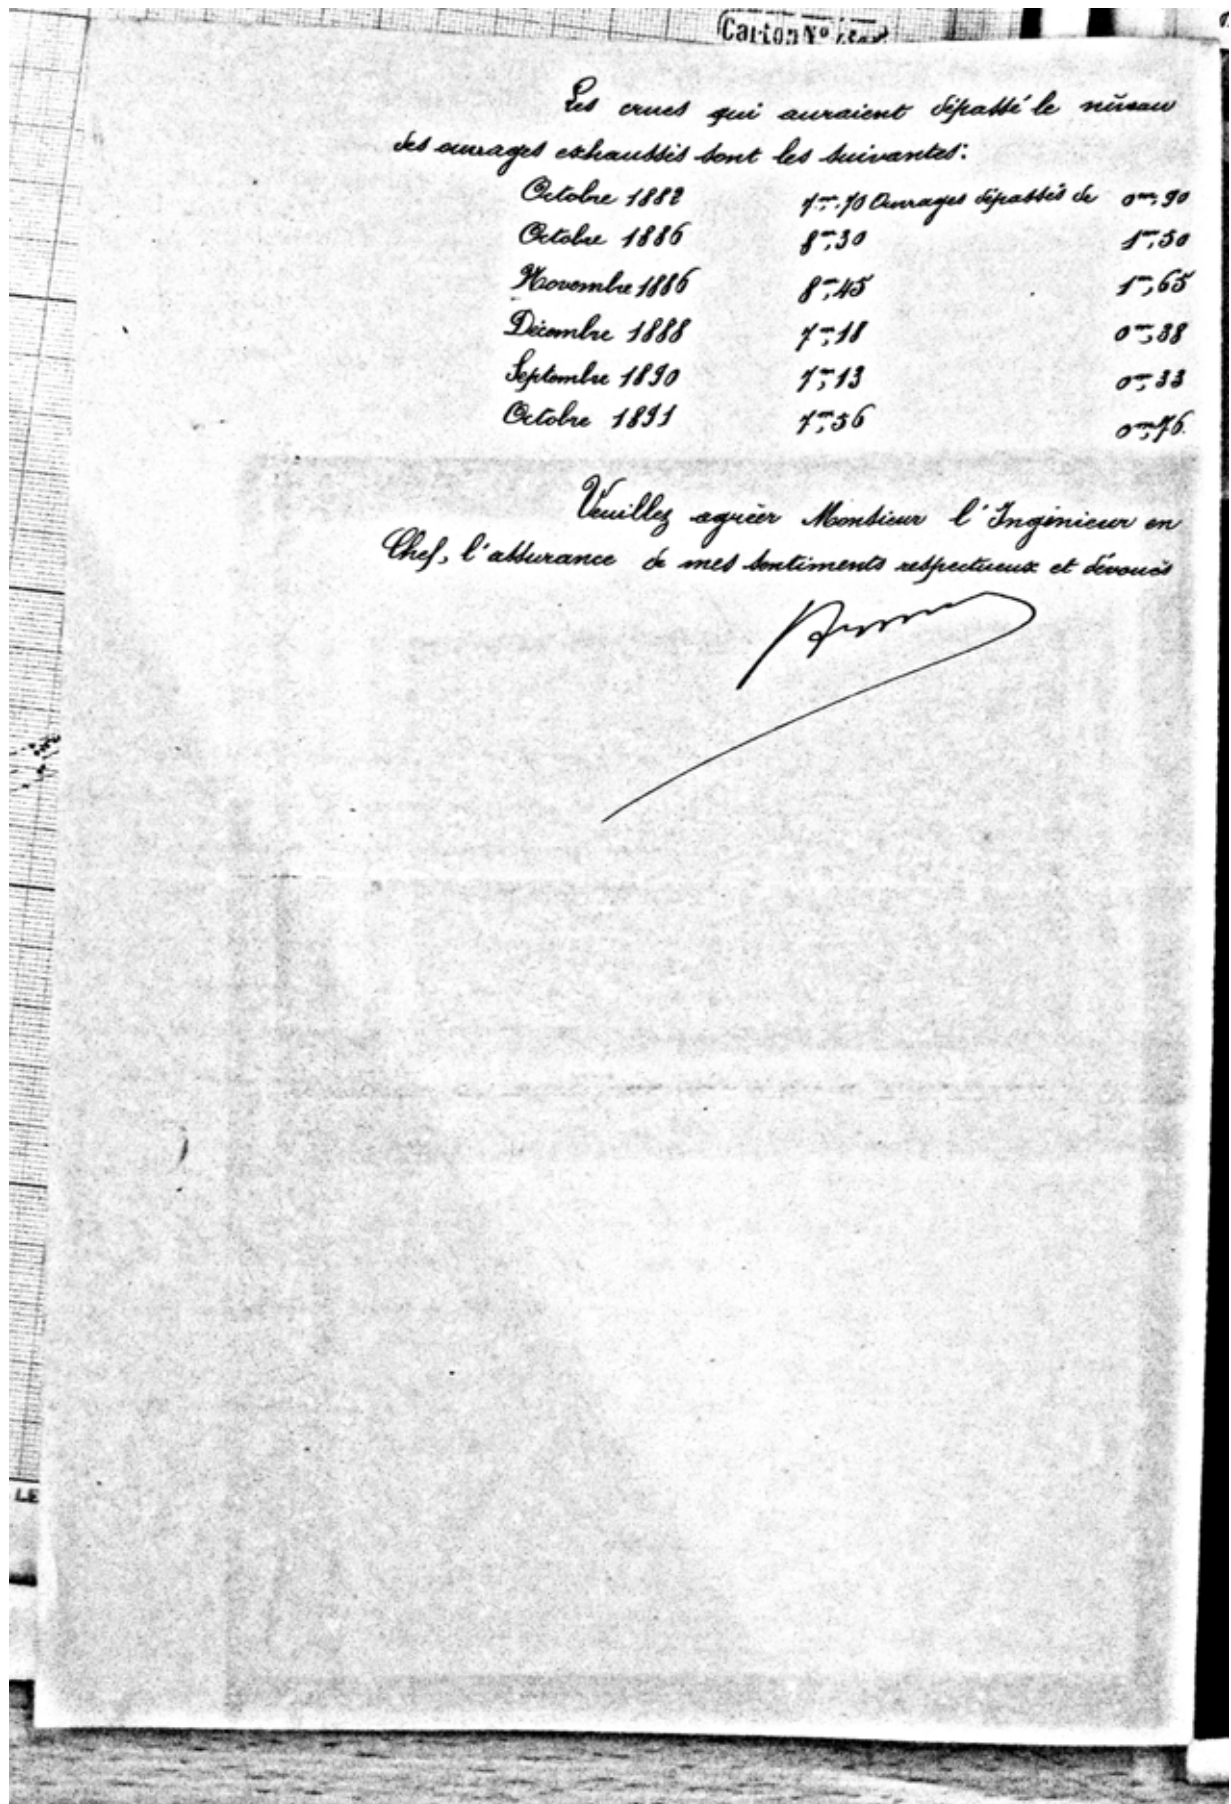 Carton Nº
Les crues qui auraient dépassé le niveau
des ouvrages exhaussés sont les suivantes:
Octobre 1882 7m,70 Ouvrages dépassés de 0m,90
Octobre 1886 8m,30 1m,50
Novembre 1886 8m,45 1m,65
Décembre 1888 7m,18 0m,38
Septembre 1890 7m,13 0m,33
Octobre 1891 7m,56 0m,76.
Veuillez agréer Monsieur l'Ingénieur en
Chef, l'assurance de mes sentiments respectueux et dévoués
LE